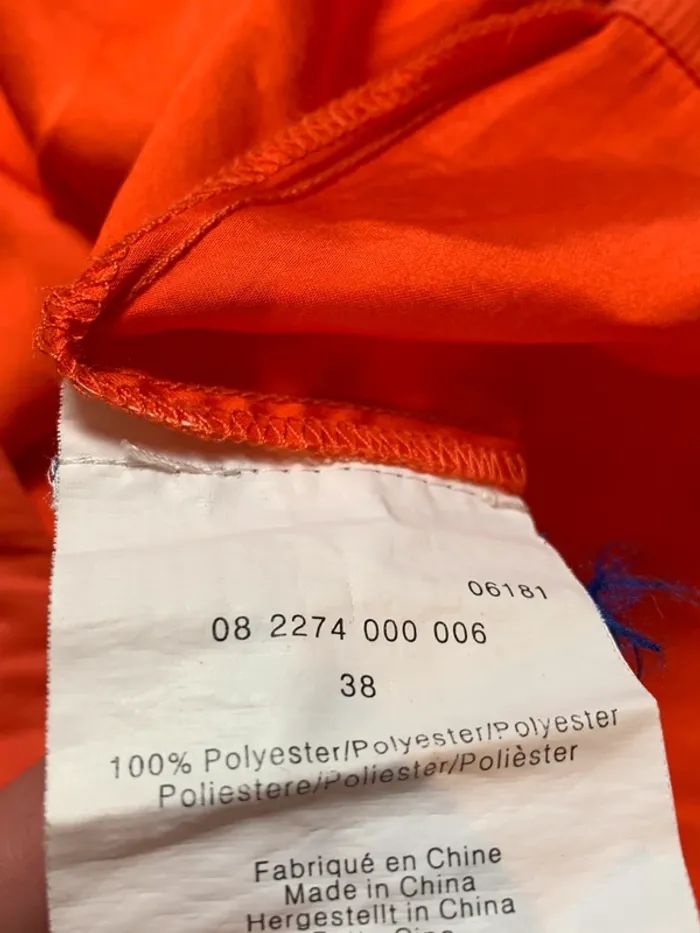 06181
08 2274 000 006
38
100% Polyester/Polyester/Polyester
Poliestere/Poliester/Polièster
Fabriqué en Chine
Made in China
Hergestellt in China